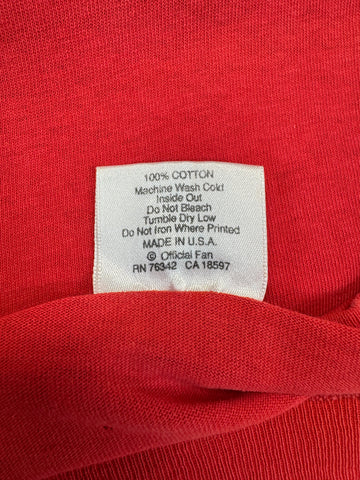 100% COTTON
Machine Wash Cold
Inside Out
Do Not Bleach
Tumble Dry Low
Do Not Iron Where Printed
MADE IN U.S.A.
© Official Fan
RN 76342 CA 18597